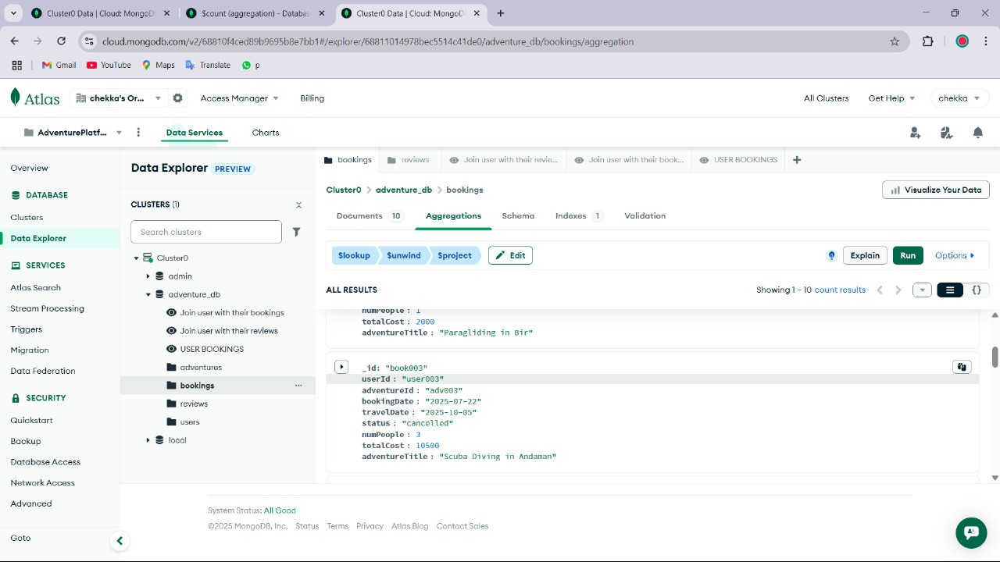 Cluster0 Data | Cloud: MongoD
$count (aggregation) - Databas
Cluster0 Data | Cloud: MongoD
cloud.mongodb.com/v2/68810f4ced89b9695b8e7bb1#/explorer/68811014978bec5514c41de0/adventure_db/bookings/aggregation
Gmail
YouTube
Maps
Translate
p
Atlas
chekka's Or...
Access Manager
Billing
All Clusters
Get Help
chekka
AdventurePlatf...
Data Services
Charts
Overview
DATABASE
Clusters
Data Explorer
SERVICES
Atlas Search
Stream Processing
Triggers
Migration
Data Federation
SECURITY
Quickstart
Backup
Database Access
Network Access
Advanced
Goto
Data Explorer PREVIEW
CLUSTERS (1)
Search clusters
Cluster0
admin
adventure_db
Join user with their bookings
Join user with their reviews
USER BOOKINGS
adventures
bookings
reviews
users
local
bookings
reviews
Join user with their revie...
Join user with their book...
USER BOOKINGS
Cluster0 > adventure_db > bookings
Visualize Your Data
Documents 10
Aggregations
Schema
Indexes 1
Validation
$lookup
$unwind
$project
Edit
Explain
Run
Options
ALL RESULTS
Showing 1 – 10 count results
{}
numPeople : 1
totalCost : 2000
adventureTitle : "Paragliding in Bir"
_id: "book003"
userId : "user003"
adventureId : "adv003"
bookingDate : "2025-07-22"
travelDate : "2025-10-05"
status : "cancelled"
numPeople : 3
totalCost : 10500
adventureTitle : "Scuba Diving in Andaman"
System Status: All Good
©2025 MongoDB, Inc. Status Terms Privacy Atlas Blog Contact Sales